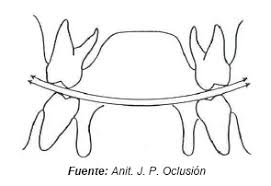 Fuente: Anit, J. P. Oclusión